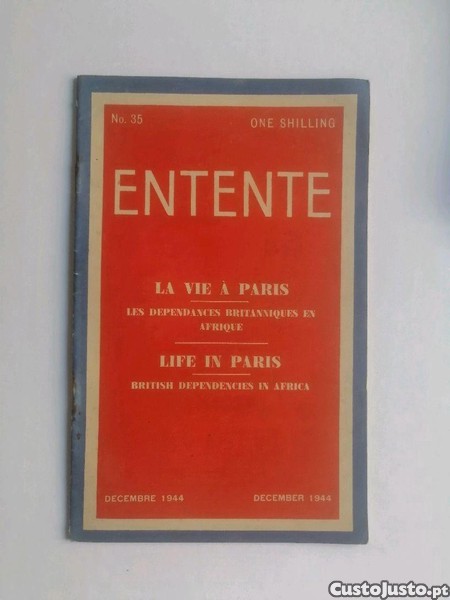 No. 35 ONE SHILLING
ENTENTE
LA VIE À PARIS
LES DEPENDANCES BRITANNIQUES EN
AFRIQUE
LIFE IN PARIS
BRITISH DEPENDENCIES IN AFRICA
DECEMBRE 1944 DECEMBER 1944
CustoJusto.pt